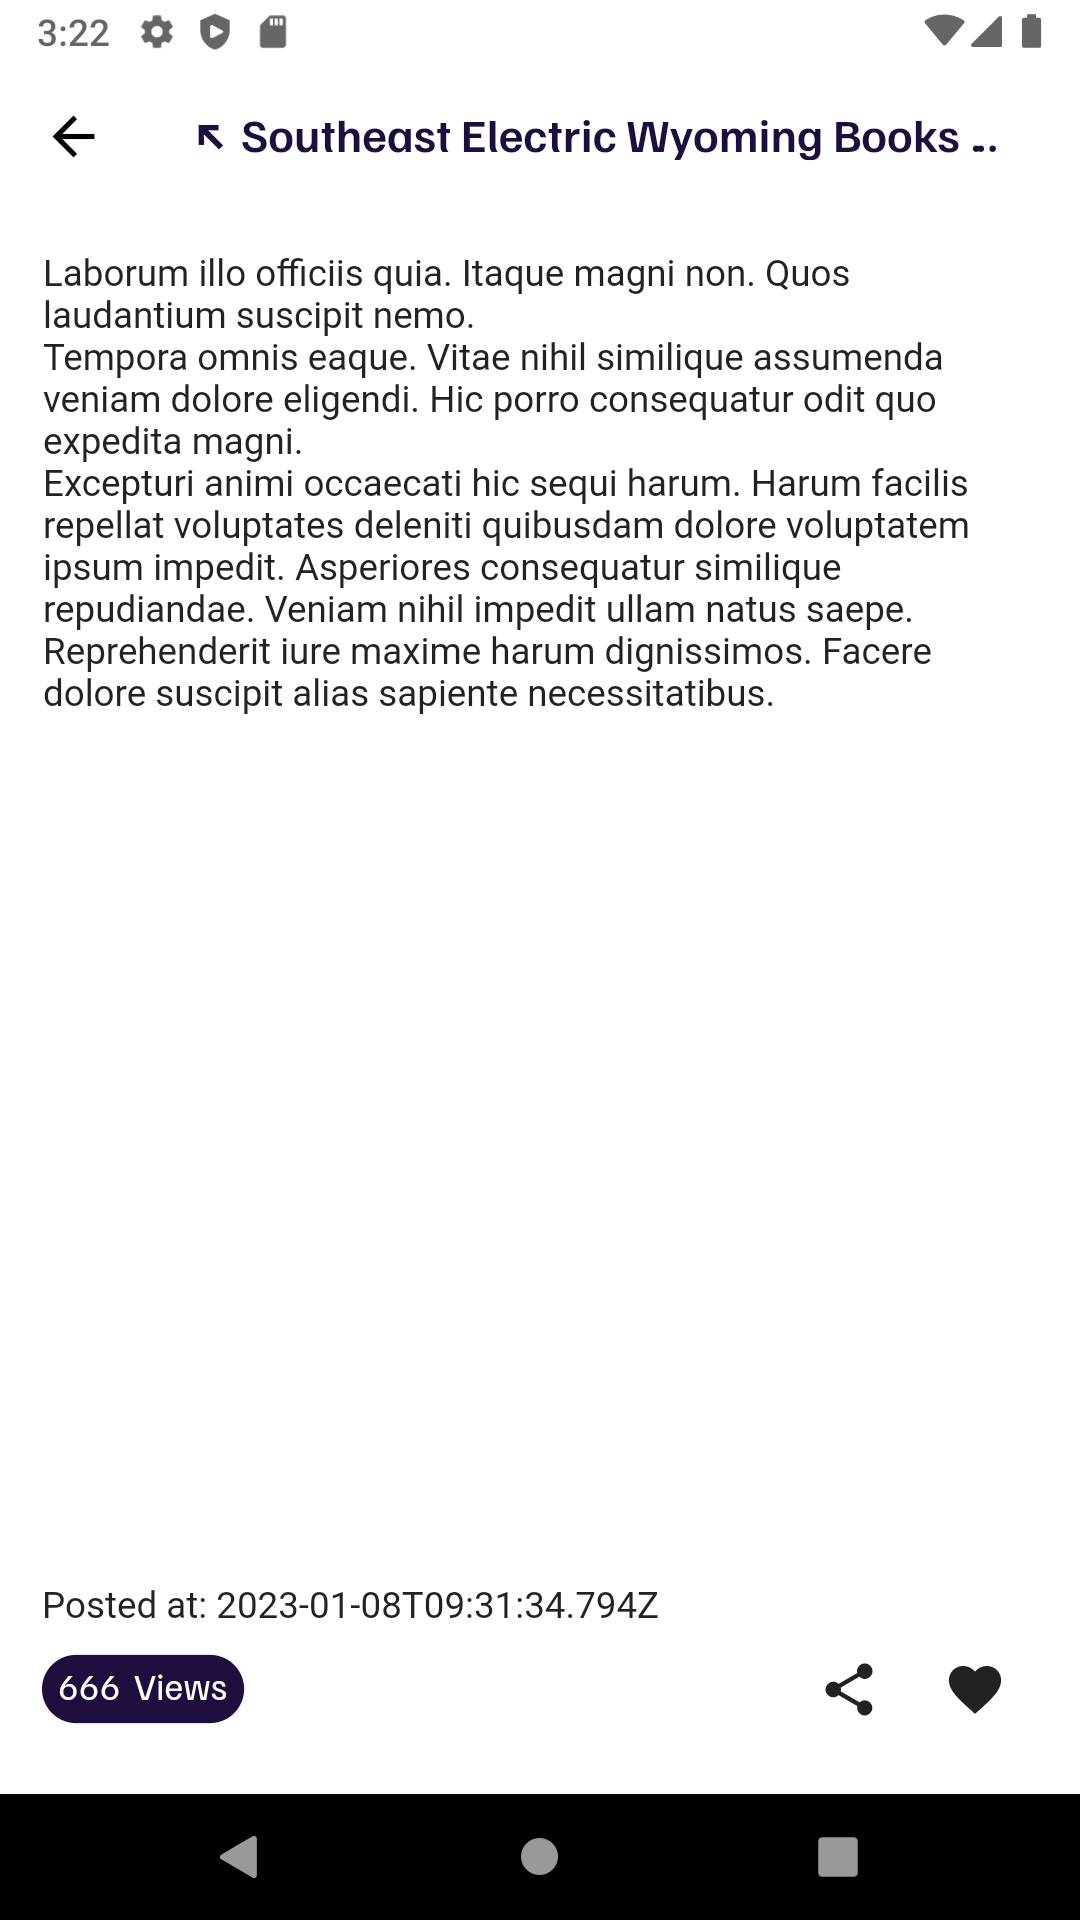 3:22
↖ Southeast Electric Wyoming Books ...
Laborum illo officiis quia. Itaque magni non. Quos
laudantium suscipit nemo.
Tempora omnis eaque. Vitae nihil similique assumenda
veniam dolore eligendi. Hic porro consequatur odit quo
expedita magni.
Excepturi animi occaecati hic sequi harum. Harum facilis
repellat voluptates deleniti quibusdam dolore voluptatem
ipsum impedit. Asperiores consequatur similique
repudiandae. Veniam nihil impedit ullam natus saepe.
Reprehenderit iure maxime harum dignissimos. Facere
dolore suscipit alias sapiente necessitatibus.
Posted at: 2023-01-08T09:31:34.794Z
666 Views